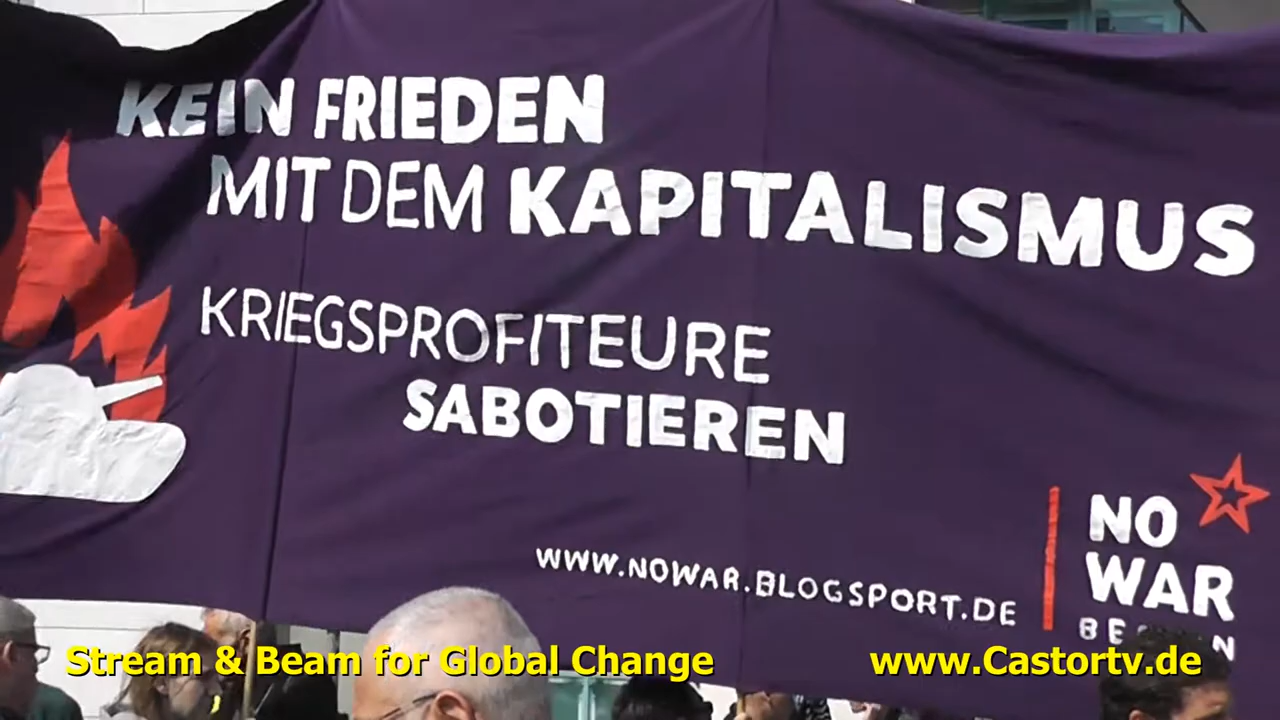 KEIN FRIEDEN
MIT DEM KAPITALISMUS
KRIEGSPROFITEURE
SABOTIEREN
WWW.NOWAR.BLOGSPORT.DE
NO
WAR
Stream & Beam for Global Change
www.Castortv.de